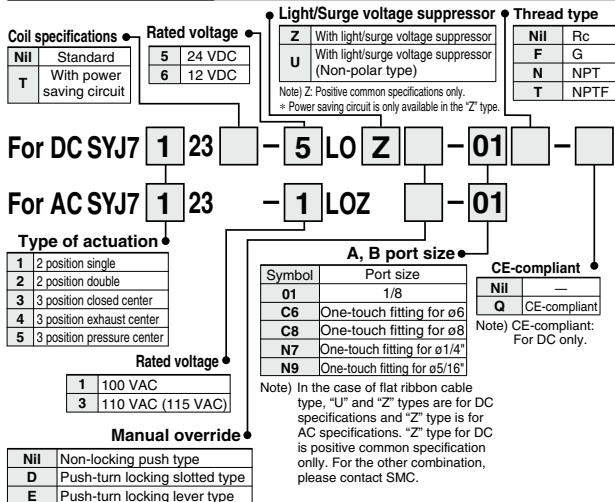 Coil specifications
Nil Standard
T With power saving circuit
Rated voltage
5 24 VDC
6 12 VDC
Light/Surge voltage suppressor
Z With light/surge voltage suppressor
U With light/surge voltage suppressor (Non-polar type)
Note) Z: Positive common specifications only.
* Power saving circuit is only available in the “Z” type.
Thread type
Nil Rc
F G
N NPT
T NPTF
For DC SYJ7 1 23 – 5 LO Z – 01 –
For AC SYJ7 1 23 – 1 LOZ – 01
Type of actuation
1 2 position single
2 2 position double
3 3 position closed center
4 3 position exhaust center
5 3 position pressure center
Rated voltage
1 100 VAC
3 110 VAC (115 VAC)
Manual override
Nil Non-locking push type
D Push-turn locking slotted type
E Push-turn locking lever type
A, B port size
Symbol Port size
01 1/8
C6 One-touch fitting for ø6
C8 One-touch fitting for ø8
N7 One-touch fitting for ø1/4"
N9 One-touch fitting for ø5/16"
Note) In the case of flat ribbon cable
type, “U” and “Z” types are for DC
specifications and “Z” type is for
AC specifications. “Z” type for DC
is positive common specification
onlly. For the other combination,
please contact SMC.
CE-compliant
Nil —
Q CE-compliant
Note) CE-compliant:
For DC only.